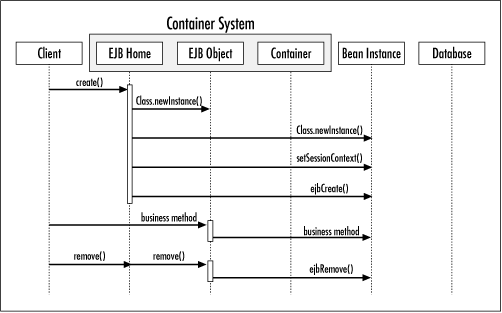 Container System
Client
EJB Home
EJB Object
Container
Bean Instance
Database
create()
Class.newInstance()
Class.newInstance()
setSessionContext()
ejbCreate()
business method
business method
remove()
remove()
ejbRemove()